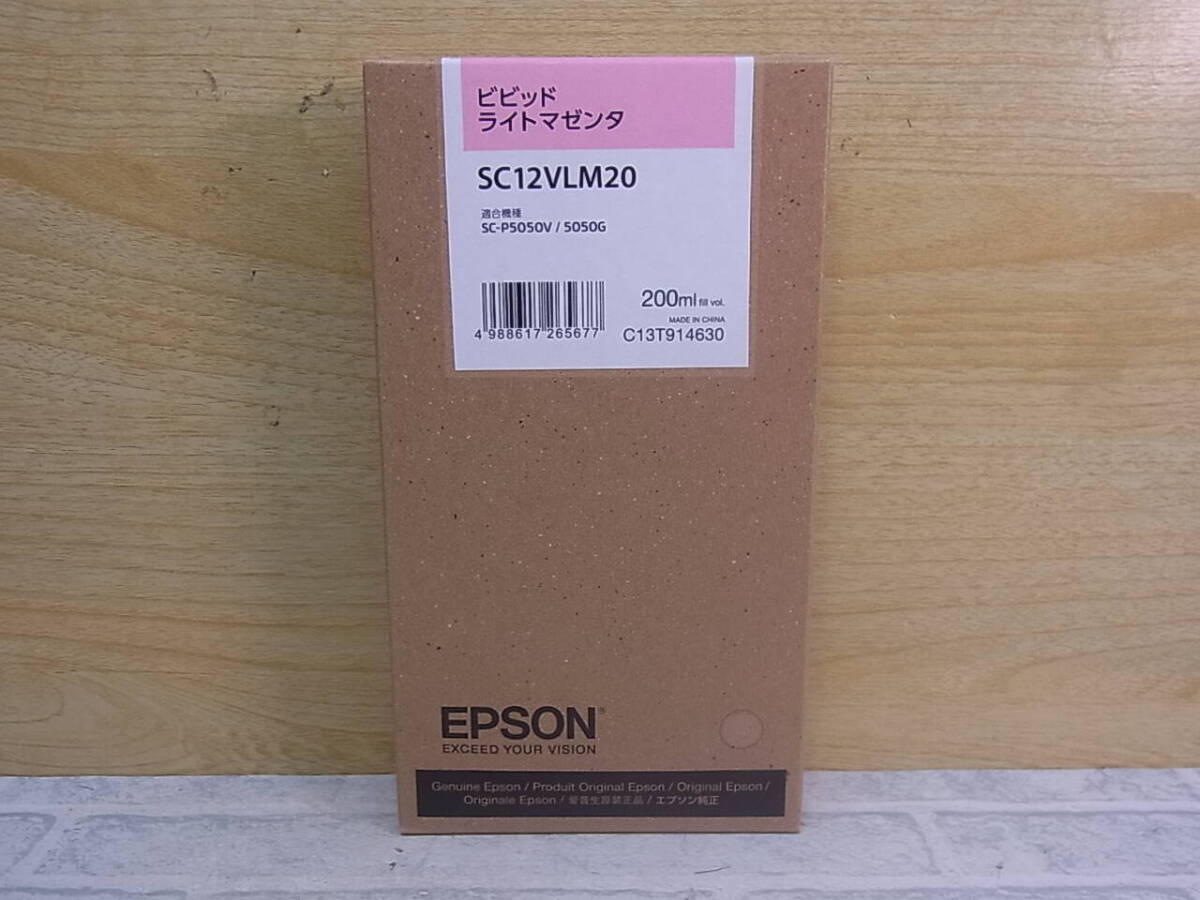 ビビッド
ライトマゼンタ
SC12VLM20
適合機種
SC-P5050V / 5050G
4 988617 265677
200ml fill vol.
MADE IN CHINA
C13T914630
EPSON®
EXCEED YOUR VISION
Genuine Epson / Produit Original Epson / Original Epson /
Originale Epson / 爱普生原装正品 / エプソン純正